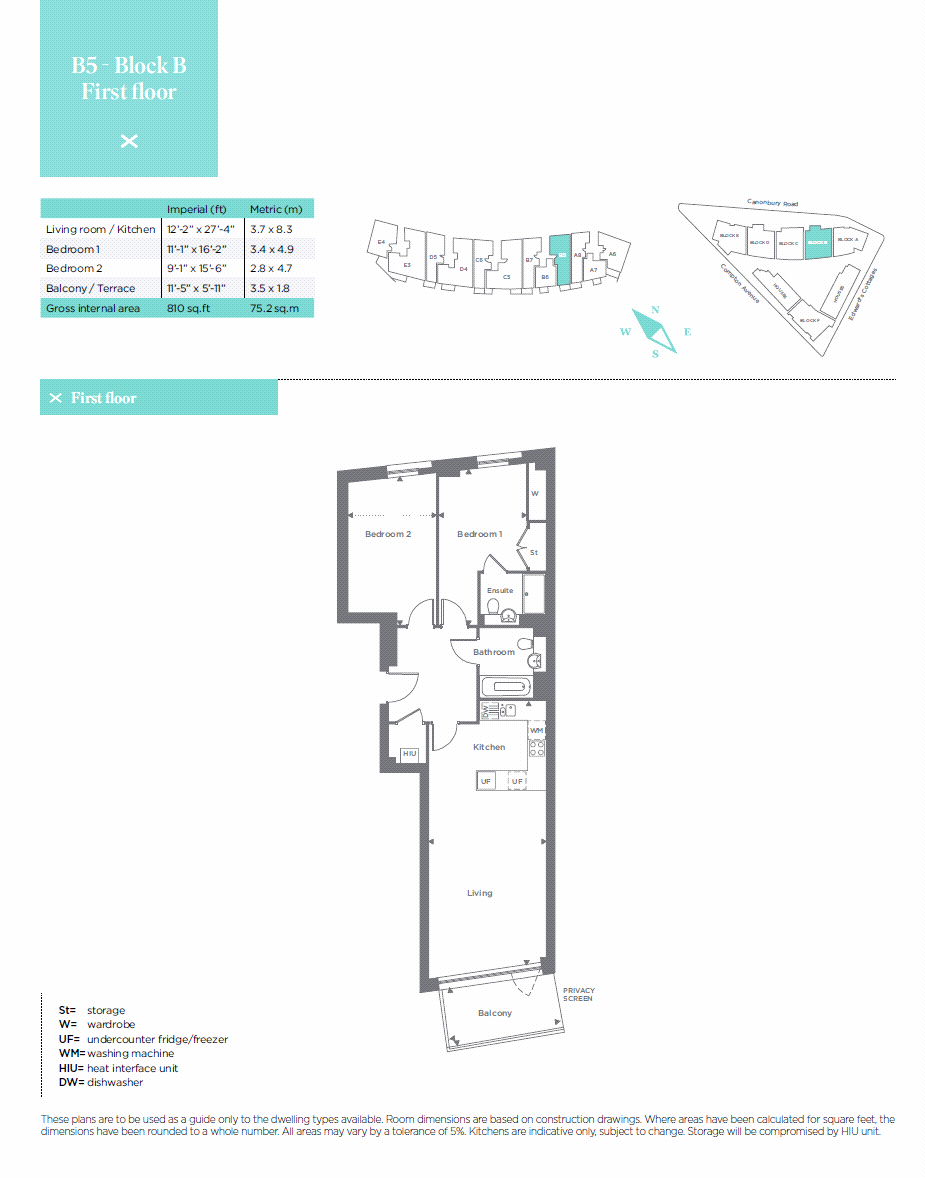 B5 - Block B
First floor
Imperial (ft) Metric (m)
Living room / Kitchen 12'-2" x 27'-4" 3.7 x 8.3
Bedroom 1 11'-1" x 16'-2" 3.4 x 4.9
Bedroom 2 9'-1" x 15'-6" 2.8 x 4.7
Balcony / Terrace 11'-5" x 5'-11" 3.5 x 1.8
Gross internal area 810 sq.ft 75.2 sq.m
E4
E3
D5
D4
C6
C5
B7
B6
A8
A7
A6
Canonbury Road
BLOCK E
BLOCK D
BLOCK C
BLOCK B
BLOCK A
Compton Avenue
HOUSES
HOUSES
BLOCK F
Edward's Cottages
N
W E
S
First floor
W
Bedroom 2
Bedroom 1
St
Ensuite
Bathroom
DW
WM
Kitchen
HIU
UF
UF
Living
PRIVACY
SCREEN
Balcony
St= storage
W= wardrobe
UF= undercounter fridge/freezer
WM= washing machine
HIU= heat interface unit
DW= dishwasher
These plans are to be used as a guide only to the dwelling types available. Room dimensions are based on construction drawings. Where areas have been calculated for square feet, the
dimensions have been rounded to a whole number. All areas may vary by a tolerance of 5%. Kitchens are indicative only, subject to change. Storage will be compromised by HIU unit.